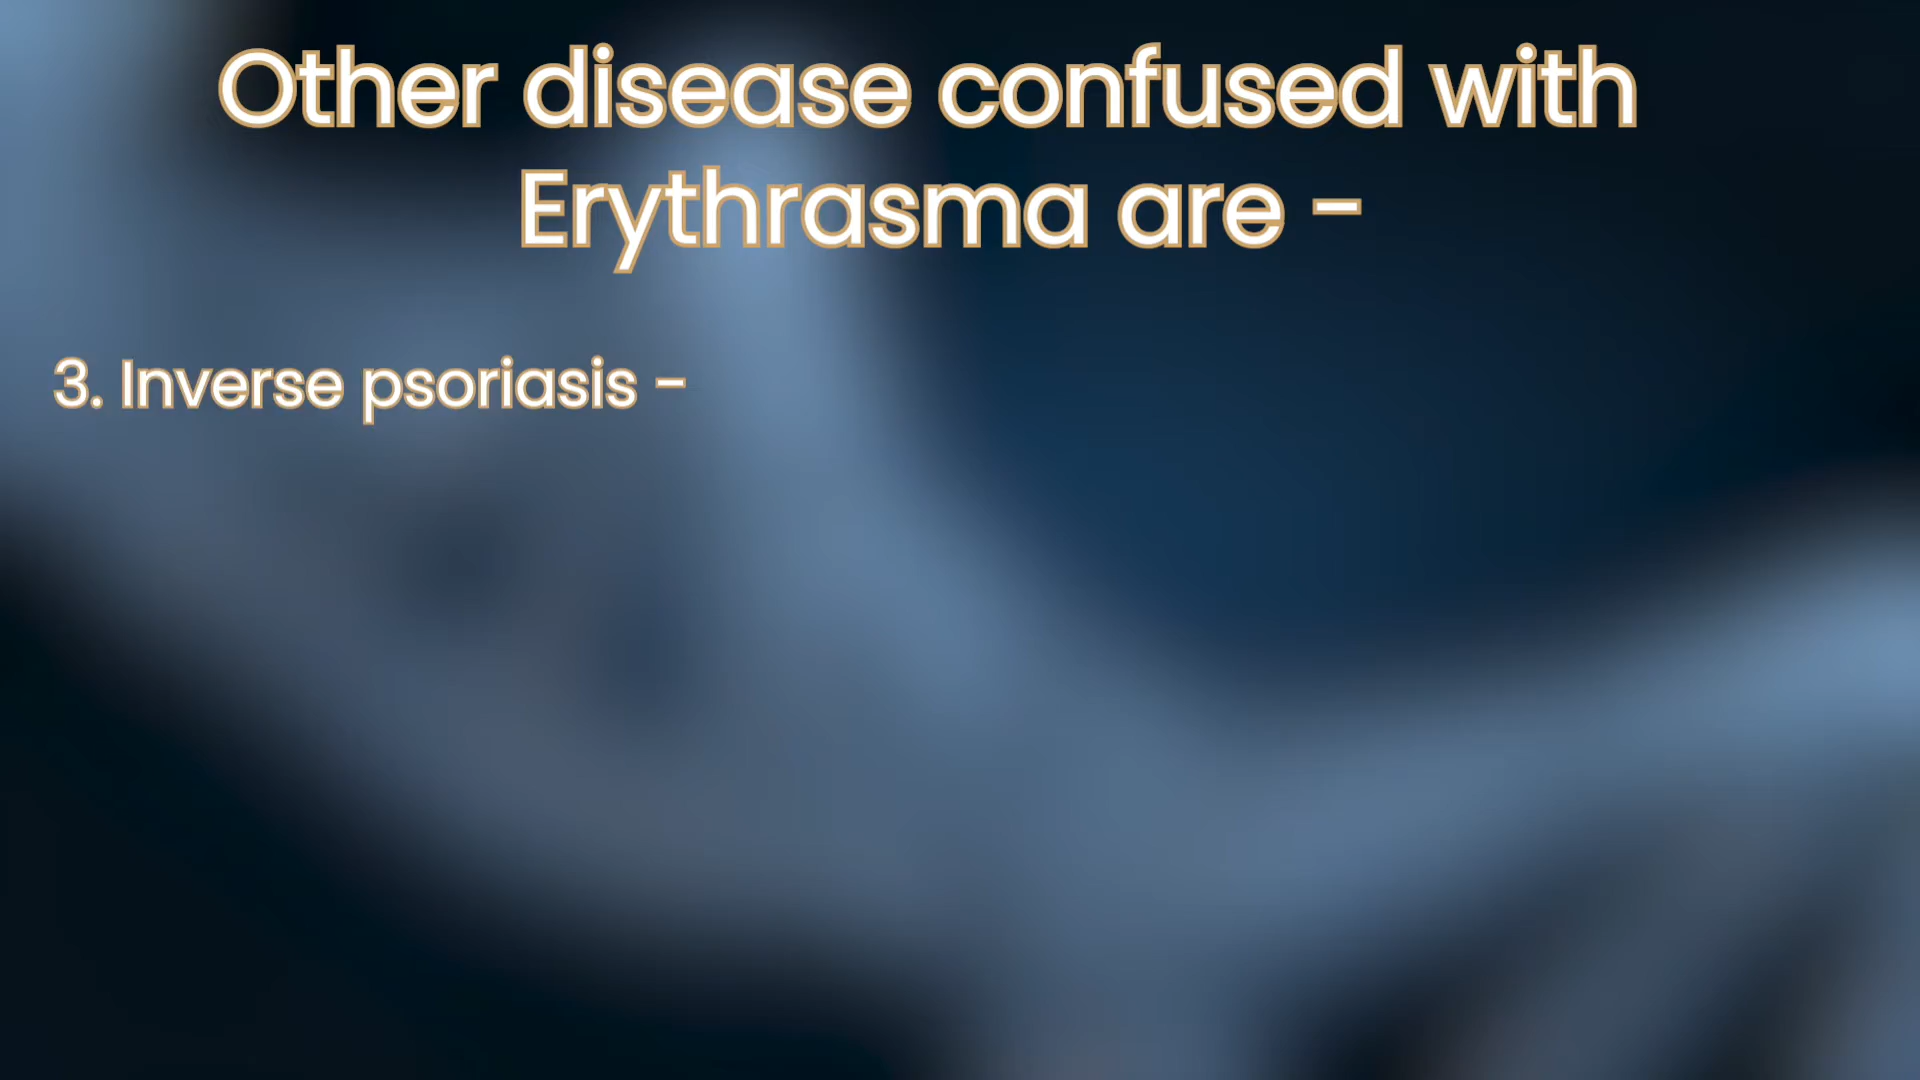 Other disease confused with
Erythrasma are -
3. Inverse psoriasis -